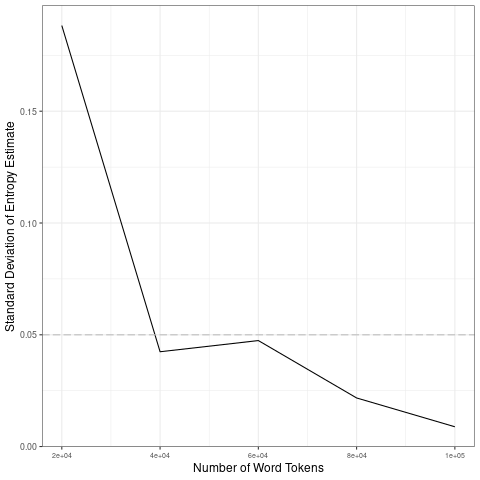 Standard Deviation of Entropy Estimate
0.15
0.10
0.05
0.00
2e+04 4e+04 6e+04 8e+04 1e+05
Number of Word Tokens